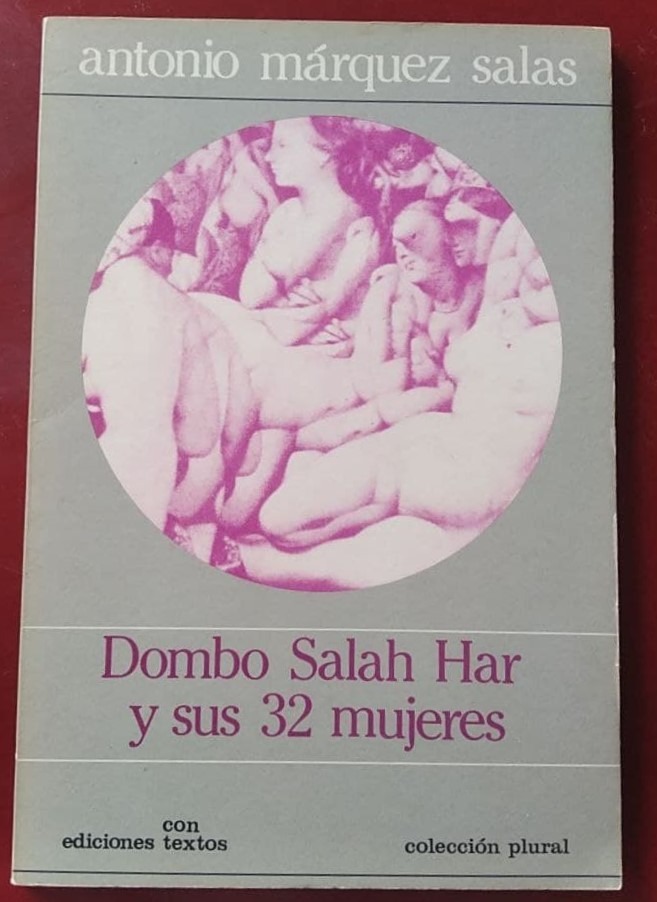 antonio márquez salas
Dombo Salah Har
y sus 32 mujeres
con
ediciones textos
colección plural